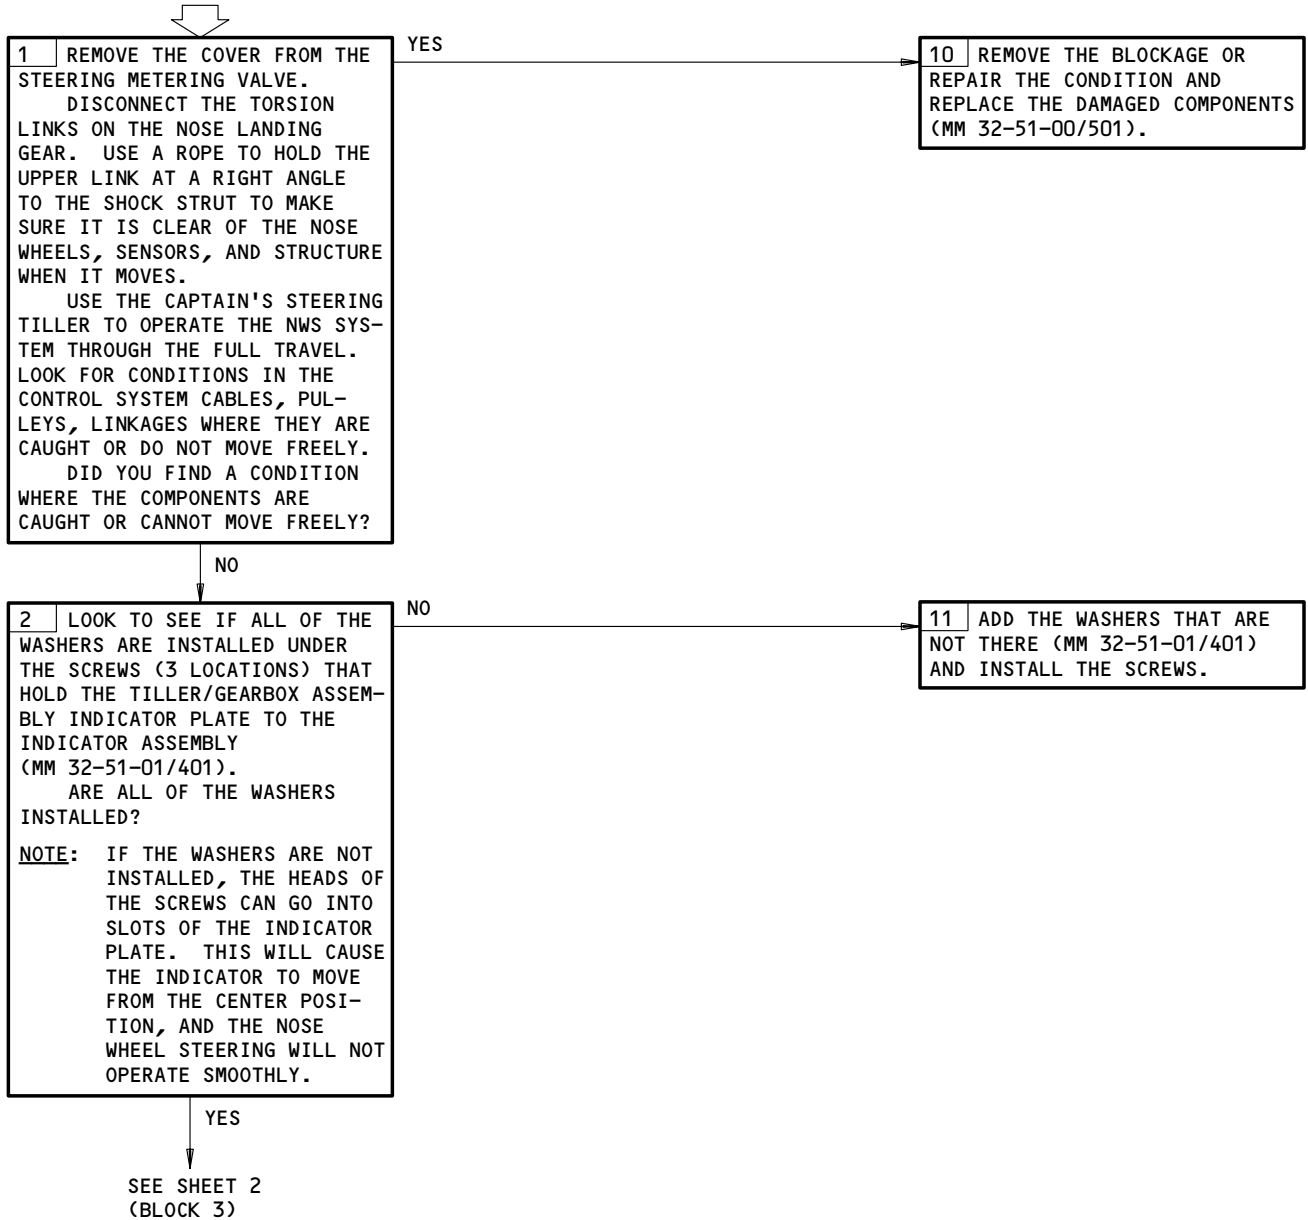 1 REMOVE THE COVER FROM THE
STEERING METERING VALVE.
DISCONNECT THE TORSION
LINKS ON THE NOSE LANDING
GEAR. USE A ROPE TO HOLD THE
UPPER LINK AT A RIGHT ANGLE
TO THE SHOCK STRUT TO MAKE
SURE IT IS CLEAR OF THE NOSE
WHEELS, SENSORS, AND STRUCTURE
WHEN IT MOVES.
USE THE CAPTAIN'S STEERING
TILLER TO OPERATE THE NWS SYS-
TEM THROUGH THE FULL TRAVEL.
LOOK FOR CONDITIONS IN THE
CONTROL SYSTEM CABLES, PUL-
LEYS, LINKAGES WHERE THEY ARE
CAUGHT OR DO NOT MOVE FREELY.
DID YOU FIND A CONDITION
WHERE THE COMPONENTS ARE
CAUGHT OR CANNOT MOVE FREELY?
YES
10 REMOVE THE BLOCKAGE OR
REPAIR THE CONDITION AND
REPLACE THE DAMAGED COMPONENTS
(MM 32-51-00/501).
NO
2 LOOK TO SEE IF ALL OF THE
WASHERS ARE INSTALLED UNDER
THE SCREWS (3 LOCATIONS) THAT
HOLD THE TILLER/GEARBOX ASSEM-
BLY INDICATOR PLATE TO THE
INDICATOR ASSEMBLY
(MM 32-51-01/401).
ARE ALL OF THE WASHERS
INSTALLED?
NOTE: IF THE WASHERS ARE NOT
INSTALLED, THE HEADS OF
THE SCREWS CAN GO INTO
SLOTS OF THE INDICATOR
PLATE. THIS WILL CAUSE
THE INDICATOR TO MOVE
FROM THE CENTER POSI-
TION, AND THE NOSE
WHEEL STEERING WILL NOT
OPERATE SMOOTHLY.
NO
11 ADD THE WASHERS THAT ARE
NOT THERE (MM 32-51-01/401)
AND INSTALL THE SCREWS.
YES
SEE SHEET 2
(BLOCK 3)